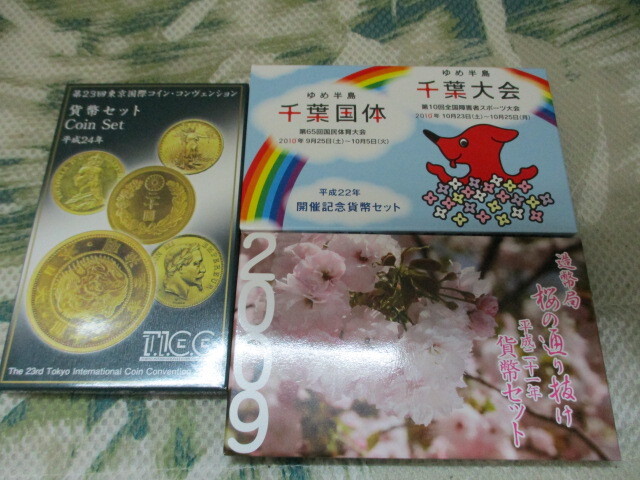 第23回東京国際コイン・コンヴェンション
貨幣セット
Coin Set
平成24年
T.I.C.C
The 23rd Tokyo International Coin Convention
ゆめ半島
千葉国体
第65回国民体育大会
2010年 9月25日(土)~10月5日(火)
ゆめ半島
千葉大会
第10回全国障害者スポーツ大会
2010年 10月23日(土)~10月25日(月)
平成22年
開催記念貨幣セット
2009
造幣局
桜の通り抜け
平成二十一年
貨幣セット